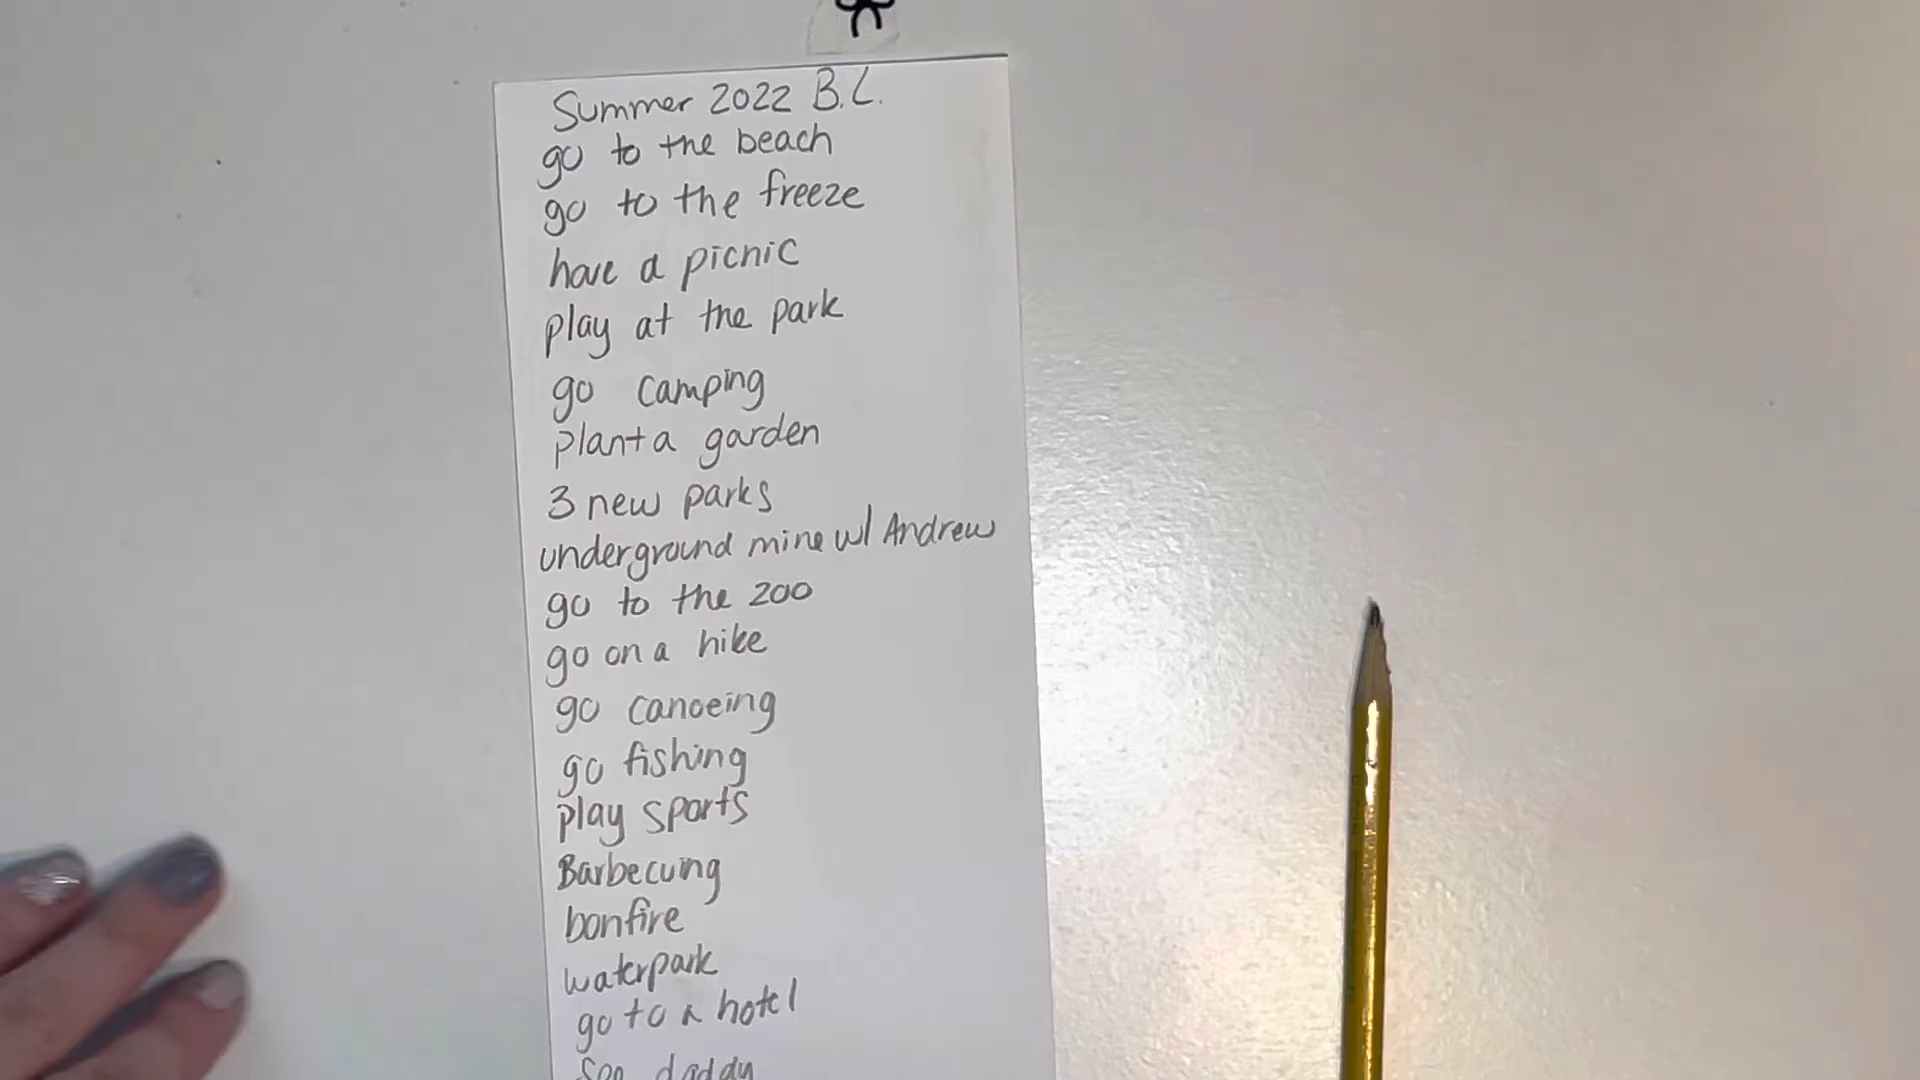 Summer 2022 B.L.
go to the beach
go to the freeze
have a picnic
play at the park
go camping
plant a garden
3 new parks
underground mine w/ Andrew
go to the zoo
go on a hike
go canoeing
go fishing
play sports
Barbecuing
bonfire
waterpark
go to a hotel
see daddy